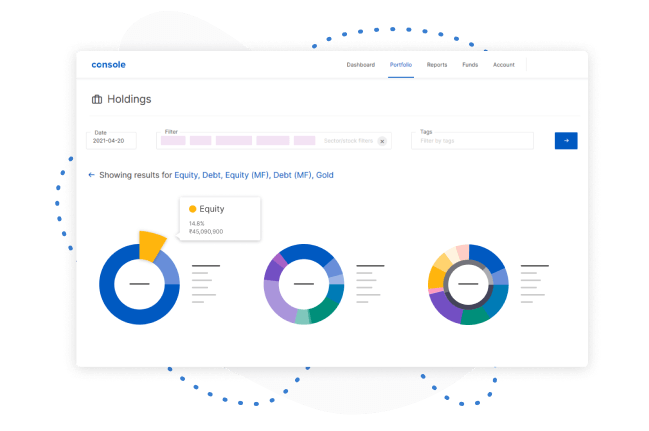 console
Dashboard Portfolio Reports Funds Account
Holdings
Date
2021-04-20
Filter
Sector/stock filters
Tags
Filter by tags
Showing results for Equity, Debt, Equity (MF), Debt (MF), Gold
Equity
14.8%
₹45,090,900